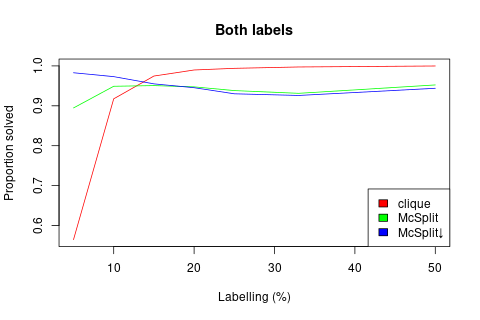 Both labels
Proportion solved
1.0
0.9
0.8
0.7
0.6
clique
McSplit
McSplit↓
10 20 30 40 50
Labelling (%)